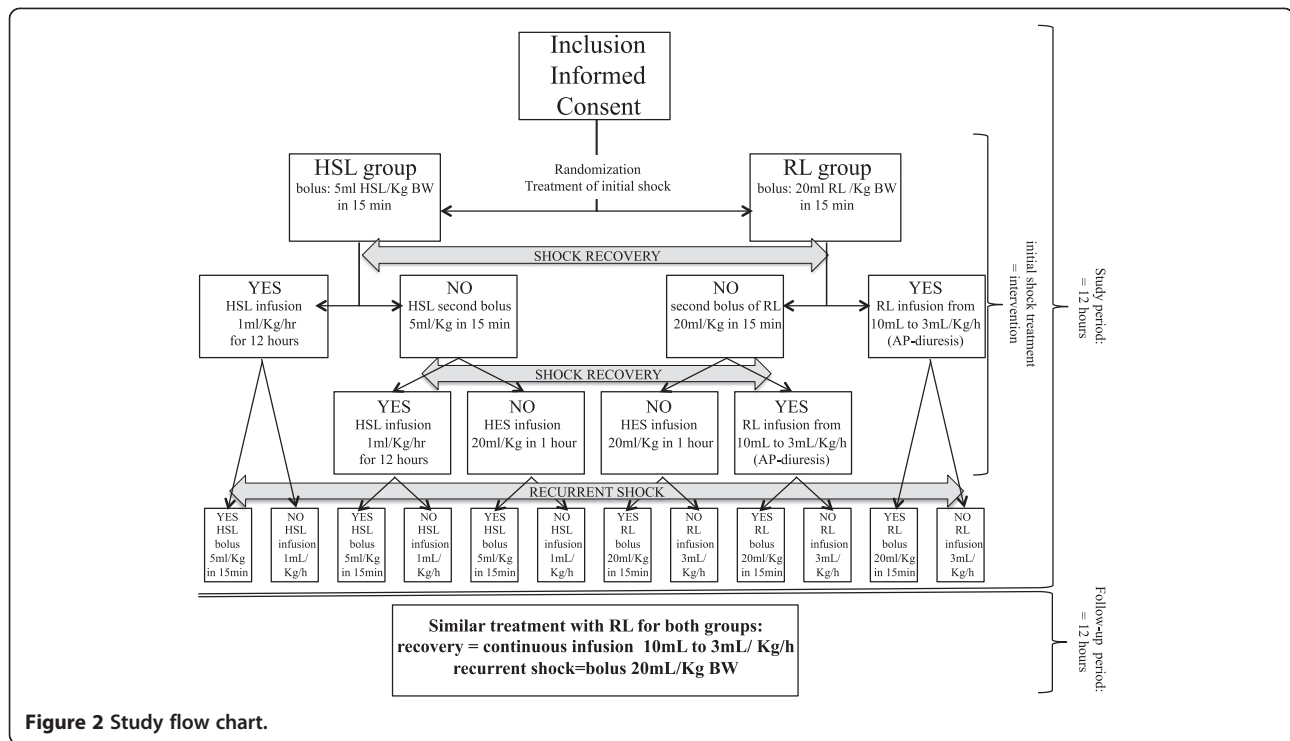 Inclusion
Informed
Consent
Randomization
Treatment of initial shock
HSL group
bolus: 5ml HSL/Kg BW
in 15 min
RL group
bolus: 20ml RL /Kg BW
in 15 min
SHOCK RECOVERY
YES
HSL infusion
1ml/Kg/hr
for 12 hours
NO
HSL second bolus
5ml/Kg in 15 min
NO
second bolus of RL
20ml/Kg in 15 min
YES
RL infusion from
10mL to 3mL/Kg/h
(AP-diuresis)
SHOCK RECOVERY
YES
HSL infusion
1ml/Kg/hr
for 12 hours
NO
HES infusion
20ml/Kg in 1 hour
NO
HES infusion
20ml/Kg in 1 hour
YES
RL infusion from
10mL to 3mL/Kg/h
(AP-diuresis)
RECURRENT SHOCK
YES
HSL
bolus
5ml/Kg
in 15min
NO
HSL
infusion
1mL/
Kg/h
YES
HSL
bolus
5ml/Kg
in 15min
NO
HSL
infusion
1mL/
Kg/h
YES
HSL
bolus
5ml/Kg
in 15min
NO
HSL
infusion
1mL/
Kg/h
YES
RL
bolus
20ml/Kg
in 15min
NO
RL
infusion
3mL/
Kg/h
YES
RL
bolus
20ml/Kg
in 15min
NO
RL
infusion
3mL/
Kg/h
YES
RL
bolus
20ml/Kg
in 15min
NO
RL
infusion
3mL/
Kg/h
initial shock treatment
= intervention
Study period:
= 12 hours
Similar treatment with RL for both groups:
recovery = continuous infusion 10mL to 3mL/ Kg/h
recurrent shock=bolus 20mL/Kg BW
Follow-up period:
= 12 hours
Figure 2 Study flow chart.